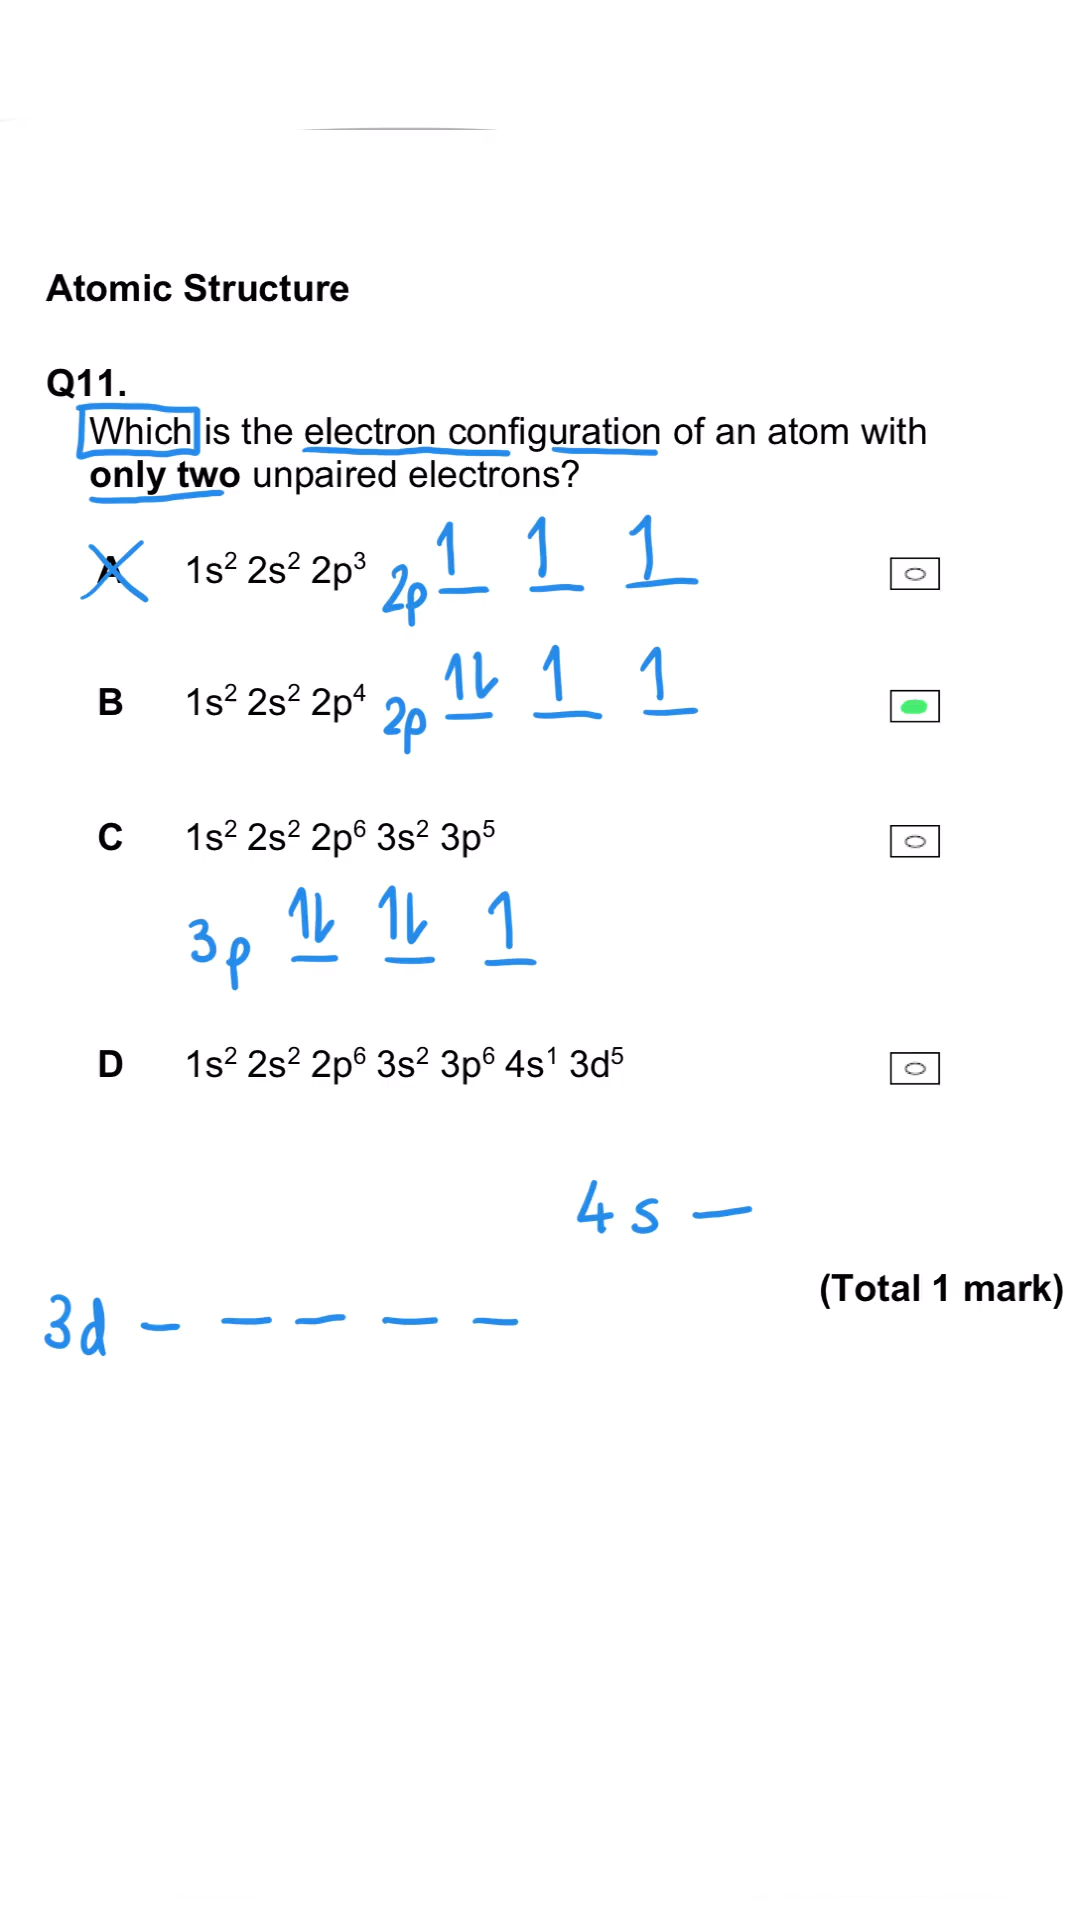 Atomic Structure
Q11.
Which is the electron configuration of an atom with
only two unpaired electrons?
A 1s² 2s² 2p³ 2p 1 1 1
B 1s² 2s² 2p⁴ 2p 1⇂ 1 1
C 1s² 2s² 2p⁶ 3s² 3p⁵
3p 1⇂ 1⇂ 1
D 1s² 2s² 2p⁶ 3s² 3p⁶ 4s¹ 3d⁵
4s
(Total 1 mark)
3d